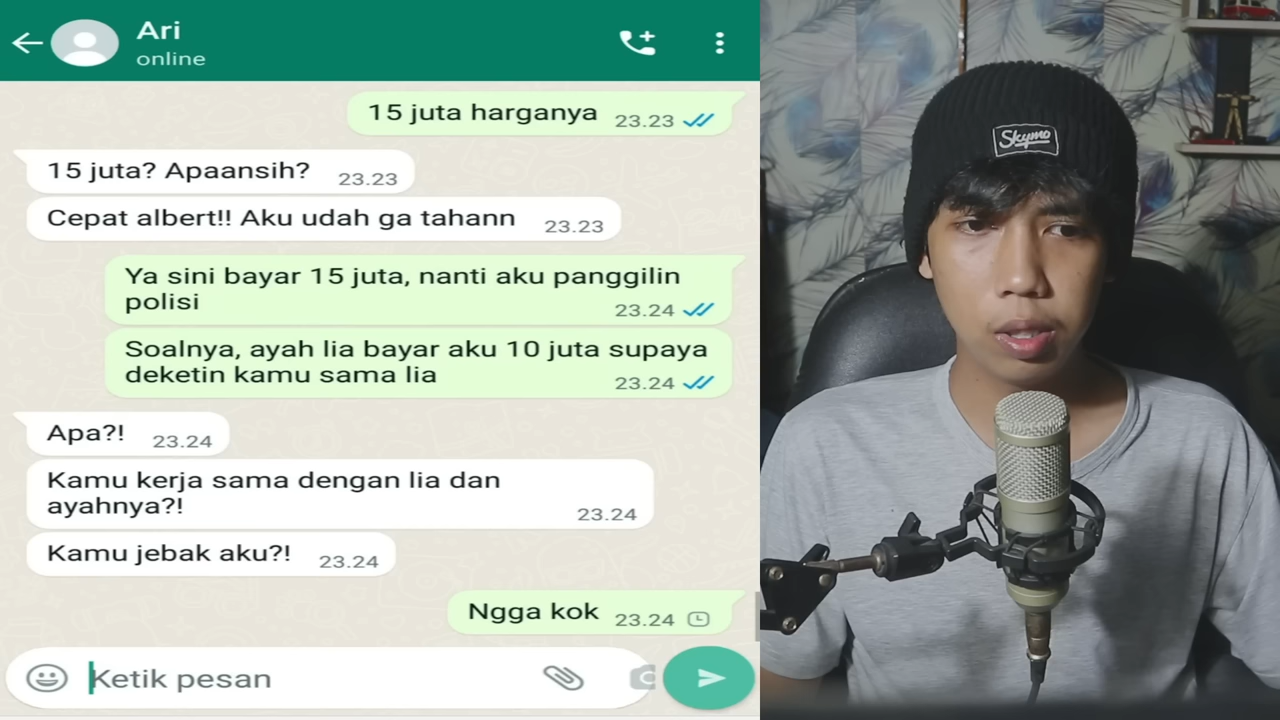 Ari
online
15 juta harganya 23.23
15 juta? Apaansih? 23.23
Cepat albert!! Aku udah ga tahann 23.23
Ya sini bayar 15 juta, nanti aku panggilin
polisi 23.24
Soalnya, ayah lia bayar aku 10 juta supaya
deketin kamu sama lia 23.24
Apa?! 23.24
Kamu kerja sama dengan lia dan
ayahnya?! 23.24
Kamu jebak aku?! 23.24
Ngga kok 23.24
Ketik pesan
Skymo